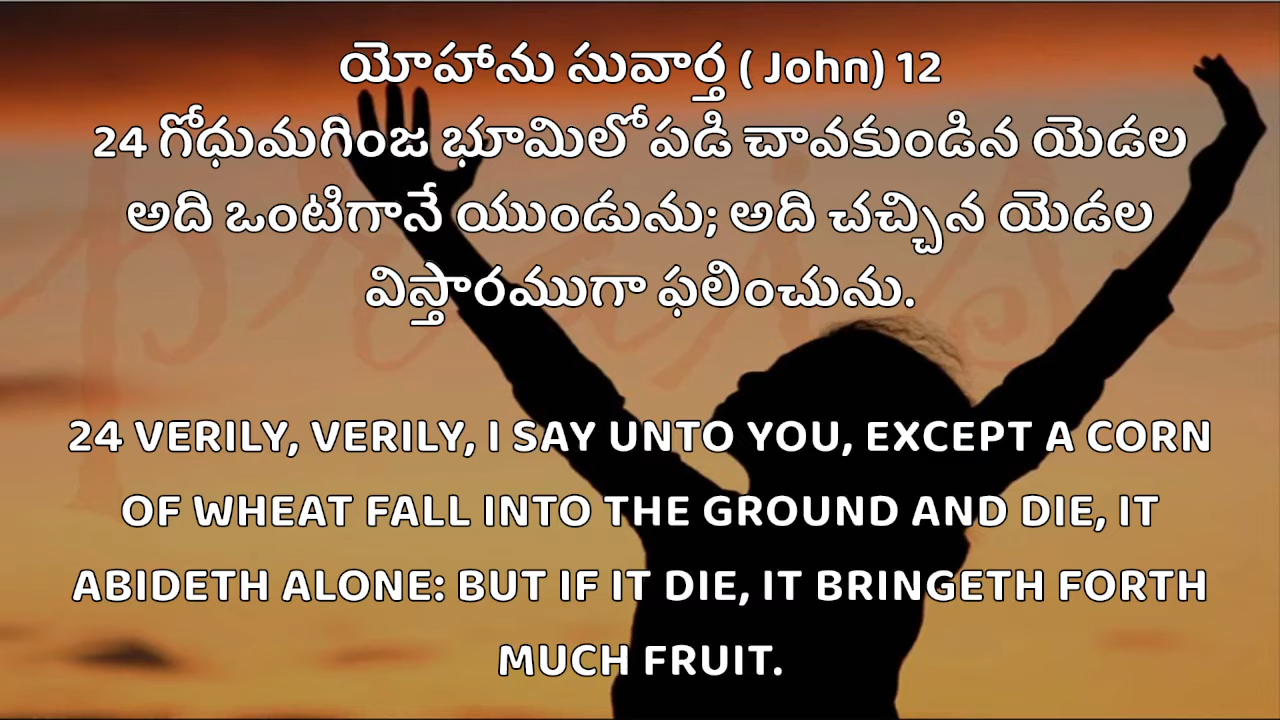 యోహాను సువార్త ( John) 12
24 గోధుమగింజ భూమిలో పడి చావకుండిన యెడల
అది ఒంటిగానే యుండును; అది చచ్చిన యెడల
విస్తారముగా ఫలించును.
24 VERILY, VERILY, I SAY UNTO YOU, EXCEPT A CORN
OF WHEAT FALL INTO THE GROUND AND DIE, IT
ABIDETH ALONE: BUT IF IT DIE, IT BRINGETH FORTH
MUCH FRUIT.
praise